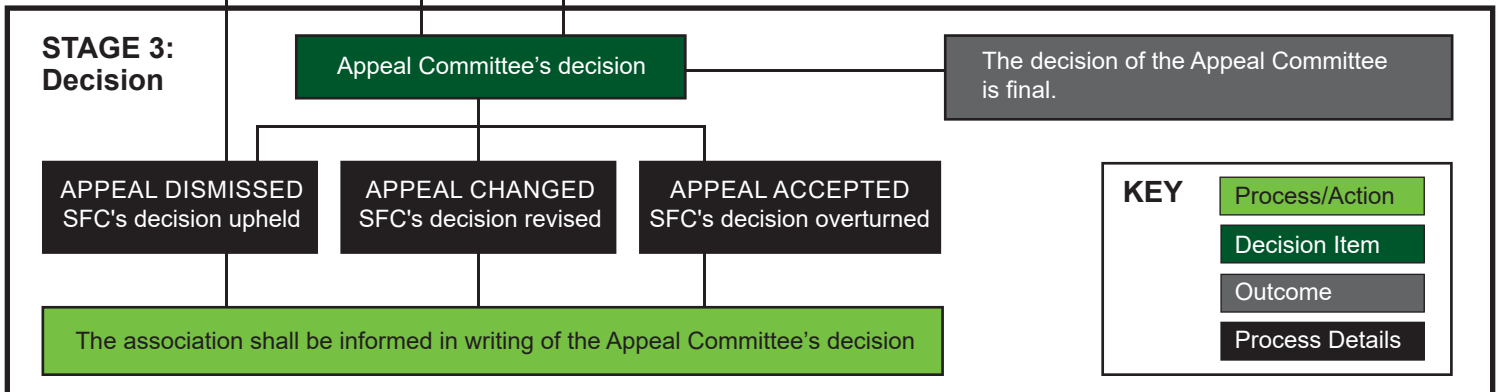 STAGE 3:
Decision
Appeal Committee’s decision
The decision of the Appeal Committee
is final.
APPEAL DISMISSED
SFC's decision upheld
APPEAL CHANGED
SFC's decision revised
APPEAL ACCEPTED
SFC's decision overturned
The association shall be informed in writing of the Appeal Committee’s decision
KEY
Process/Action
Decision Item
Outcome
Process Details